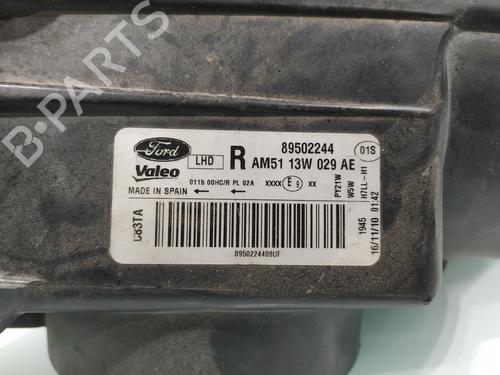 B-PARTS
Ford
Valeo
LHD
R
89502244
AM51 13W 029 AE
01S
011b 00HC/R PL 02A
XXXX E9 XX
MADE IN SPAIN
C83TA
8950224409UF
PY21W
W5W
H7LL-H1
1945
16/11/10 01:42